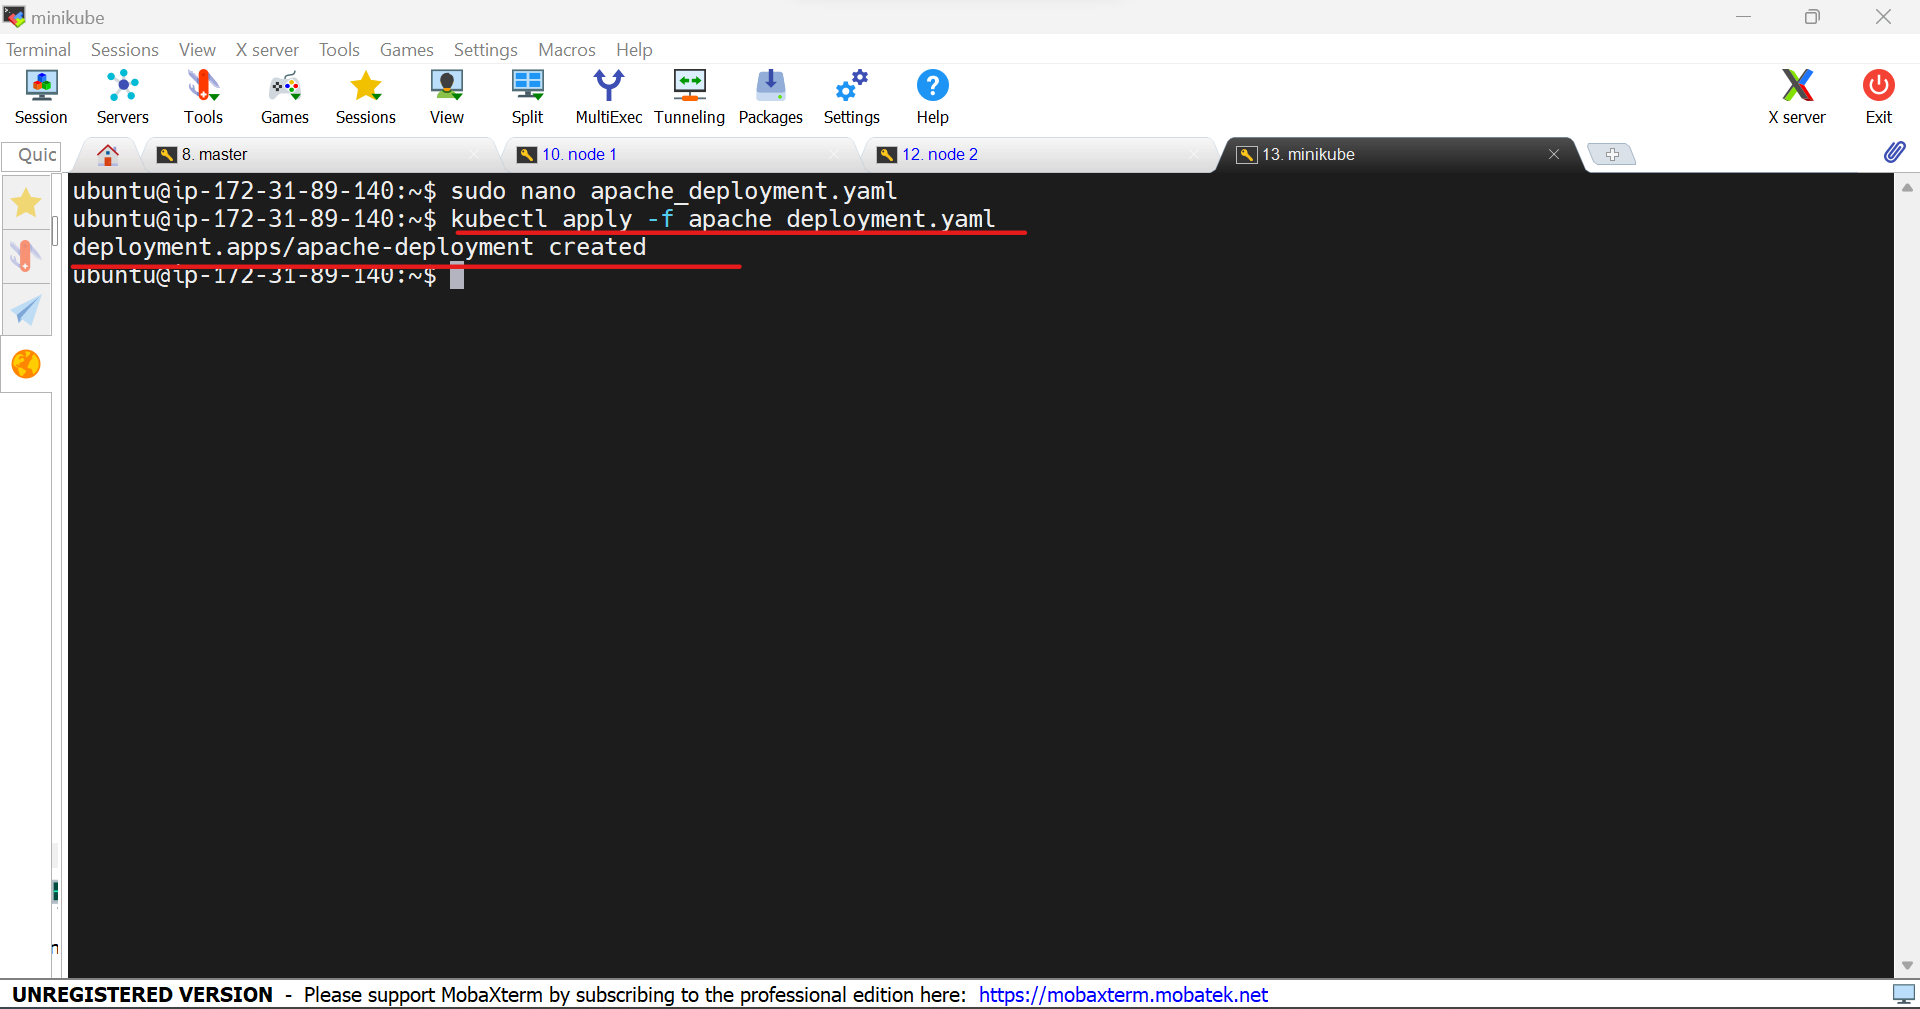 minikube
Terminal Sessions View X server Tools Games Settings Macros Help
Session Servers Tools Games Sessions View Split MultiExec Tunneling Packages Settings Help X server Exit
Quic 8. master 10. node 1 12. node 2 13. minikube
ubuntu@ip-172-31-89-140:~$ sudo nano apache_deployment.yaml
ubuntu@ip-172-31-89-140:~$ kubectl apply -f apache deployment.yaml
deployment.apps/apache-deployment created
ubuntu@ip-172-31-89-140:~$
UNREGISTERED VERSION - Please support MobaXterm by subscribing to the professional edition here: https://mobaxterm.mobatek.net